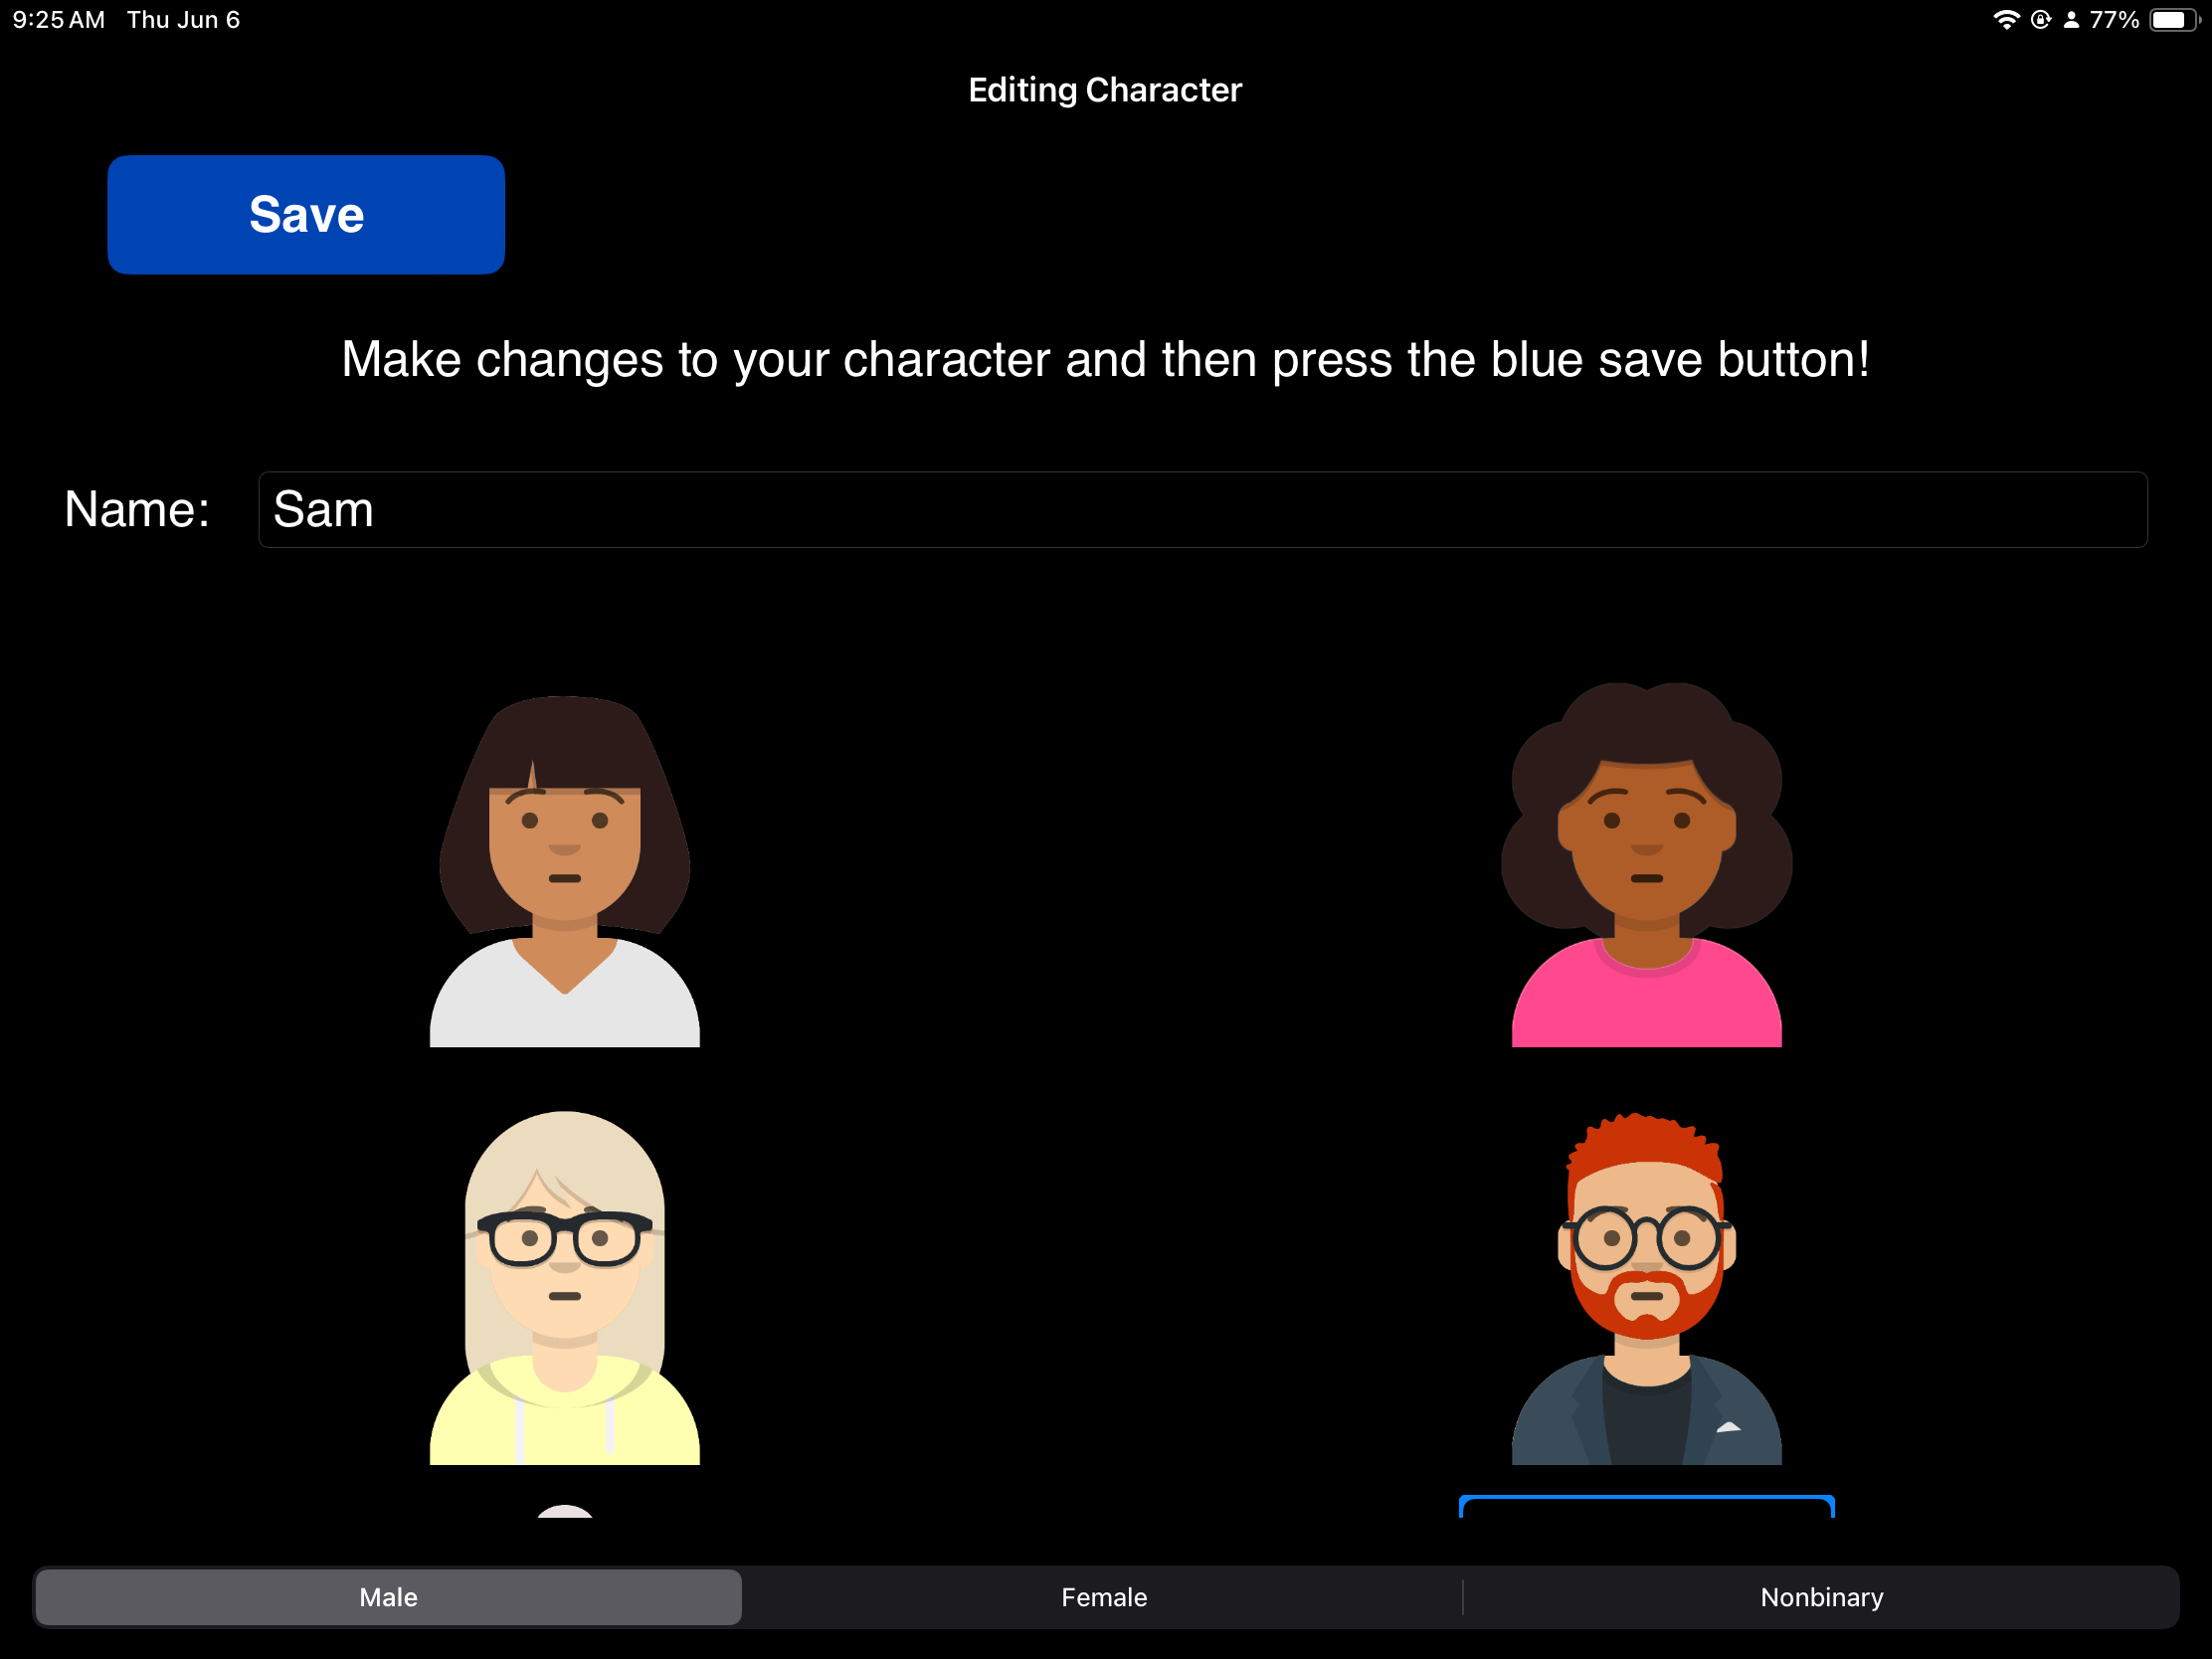 9:25 AM Thu Jun 6 77%
Editing Character
Save
Make changes to your character and then press the blue save button!
Name: Sam
Male Female Nonbinary